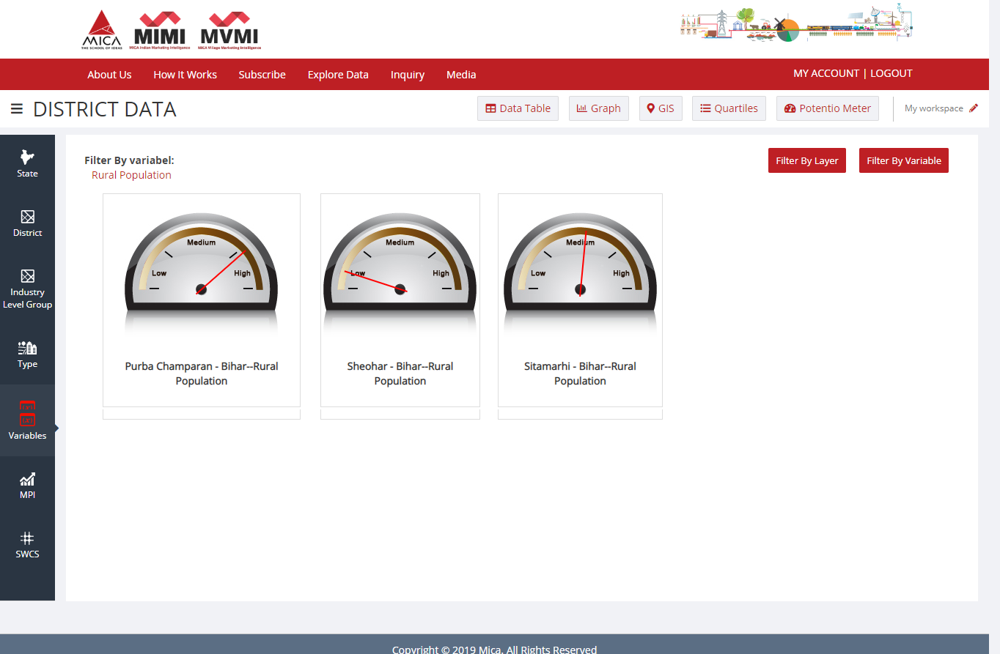 MICA
THE SCHOOL OF IDEAS
MIMI
MICA Indian Marketing Intelligence
MVMI
MICA Village Marketing Intelligence
About Us How It Works Subscribe Explore Data Inquiry Media
MY ACCOUNT | LOGOUT
DISTRICT DATA
Data Table Graph GIS Quartiles Potentio Meter My workspace
State
District
Industry
Level Group
Type
Variables
MPI
SWCS
Filter By variabel:
Rural Population
Filter By Layer Filter By Variable
Medium
Low High
Purba Champaran - Bihar--Rural
Population
Medium
Low High
Sheohar - Bihar--Rural
Population
Medium
Low High
Sitamarhi - Bihar--Rural
Population
Copyright © 2019 Mica. All Rights Reserved